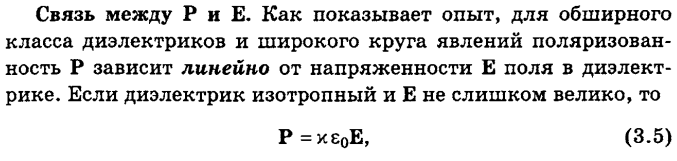 Связь между P и E. Как показывает опыт, для обширного
класса диэлектриков и широкого круга явлений поляризован-
ность P зависит линейно от напряженности E поля в диэлект-
рике. Если диэлектрик изотропный и E не слишком велико, то
P = ϰε₀E, (3.5)